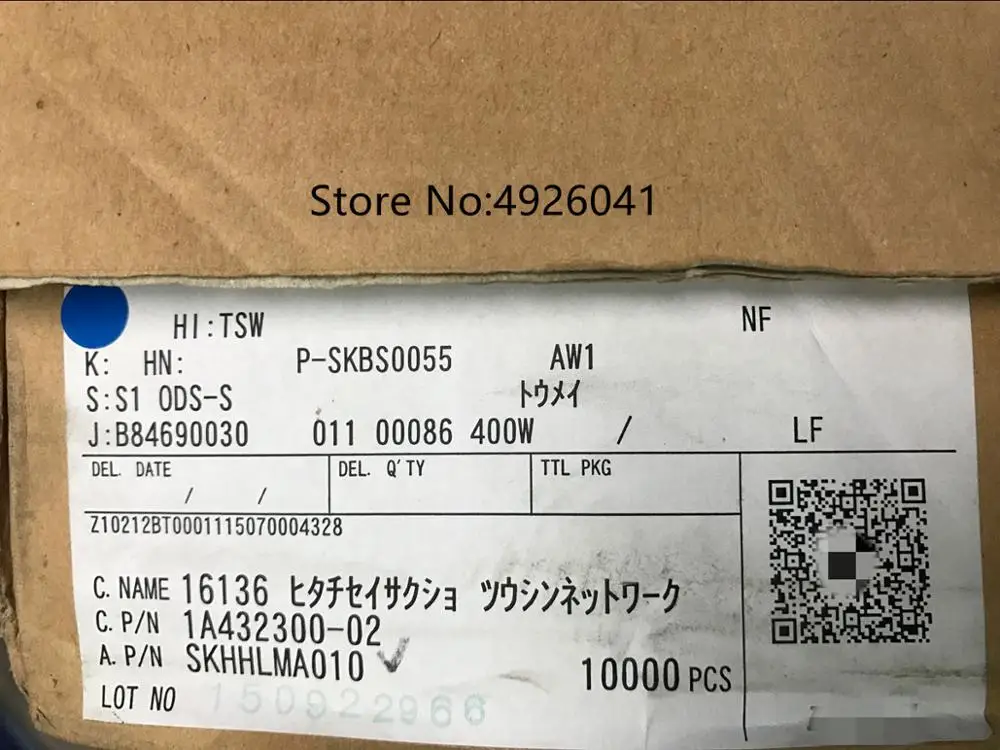 Store No:4926041
HI:TSW NF
K: HN: P-SKBS0055 AW1
S:S1 ODS-S トウメイ
J:B84690030 011 00086 400W / LF
DEL. DATE DEL. Q'TY TTL PKG
/ /
Z10212BT0001115070004328
C. NAME 16136 ヒタチセイサクショ ツウシンネットワーク
C. P/N 1A432300-02
A. P/N SKHHLMA010
10000 PCS
LOT NO 150922966